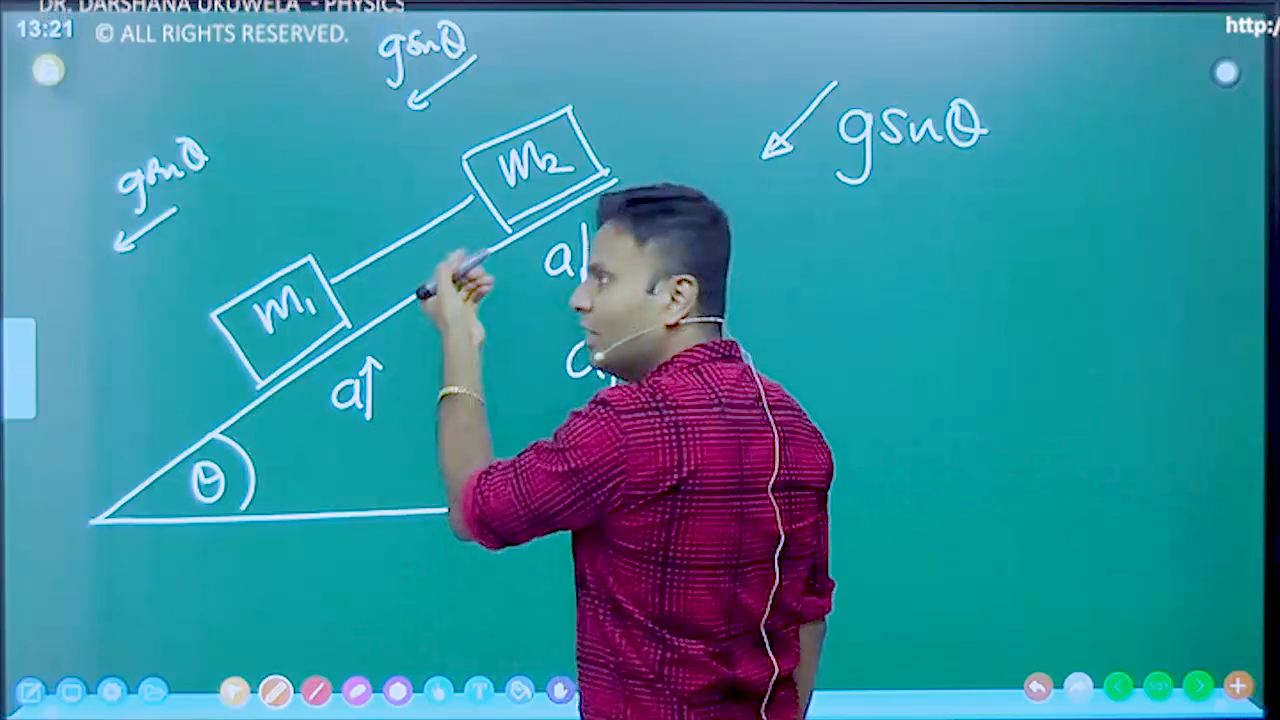 DR. DARSHANA UKUWELA - PHYSICS
13:21
© ALL RIGHTS RESERVED.
http:/
gsinθ
gsinθ
gsinθ
m₂
m₁
θ